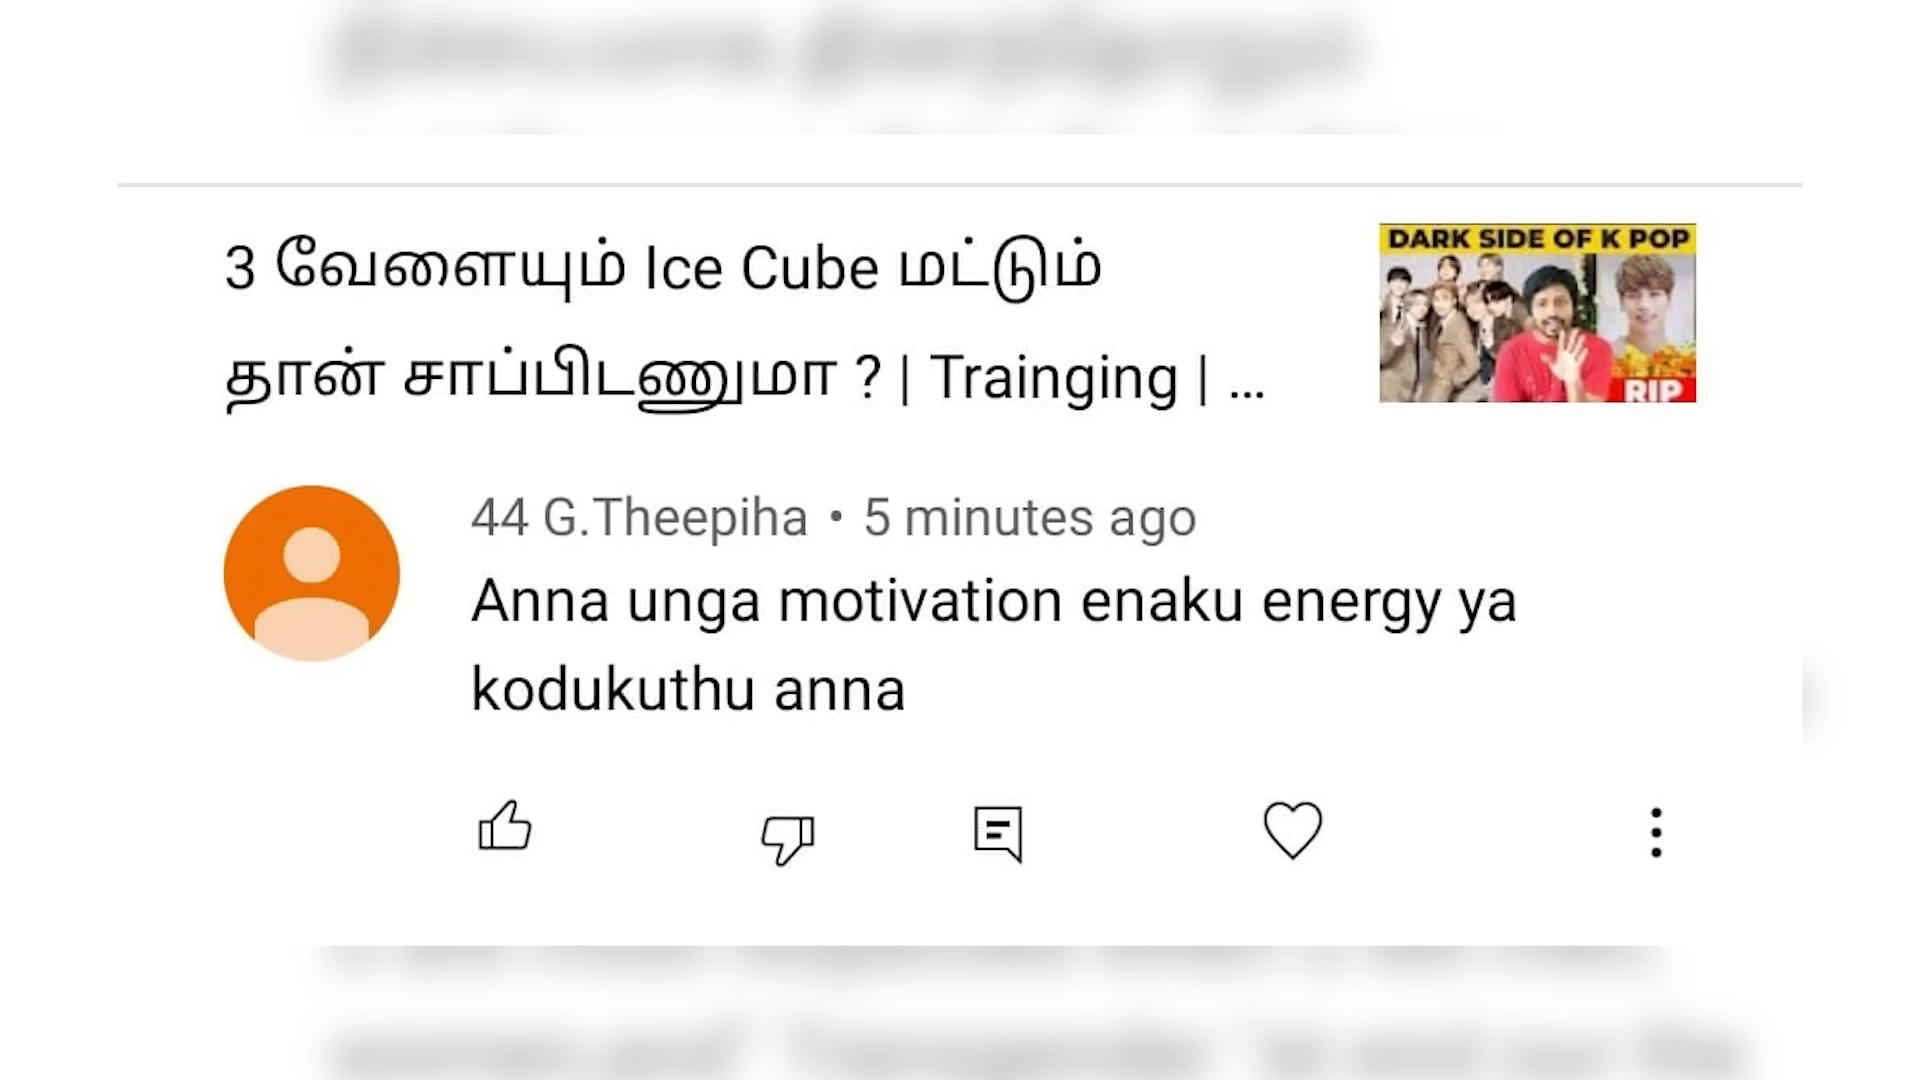 3 வேளையும் Ice Cube மட்டும்
தான் சாப்பிடணுமா ? | Trainging | ...
DARK SIDE OF K POP
RIP
44 G.Theepiha • 5 minutes ago
Anna unga motivation enaku energy ya
kodukuthu anna